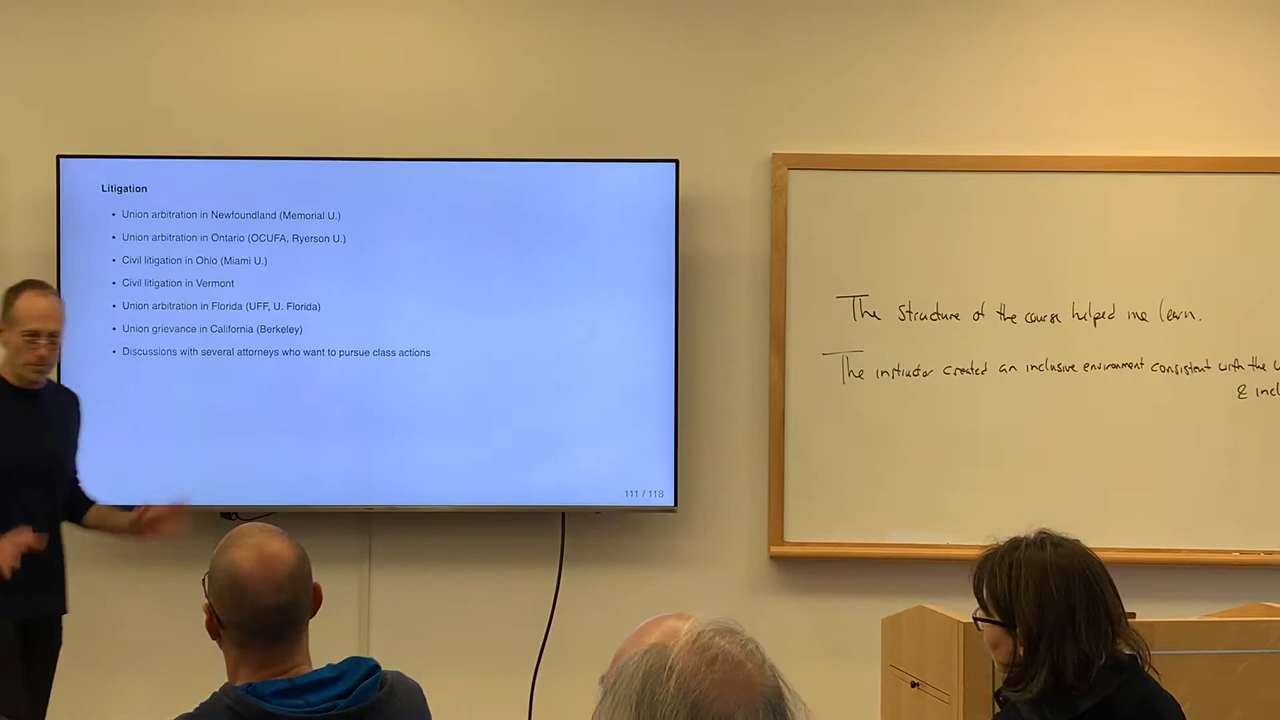 Litigation
• Union arbitration in Newfoundland (Memorial U.)
• Union arbitration in Ontario (OCUFA, Ryerson U.)
• Civil litigation in Ohio (Miami U.)
• Civil litigation in Vermont
• Union arbitration in Florida (UFF, U. Florida)
• Union grievance in California (Berkeley)
• Discussions with several attorneys who want to pursue class actions
111 / 118
The structure of the course helped me learn.
The instructor created an inclusive environment consistent with the
&